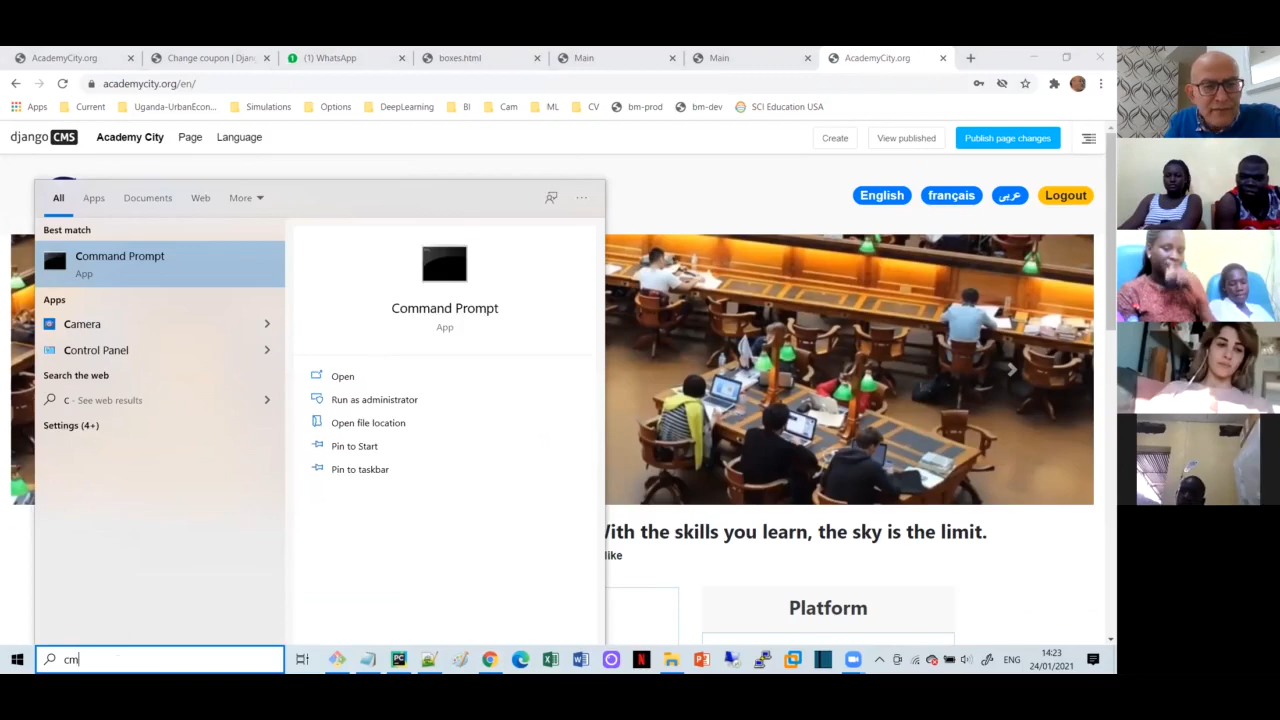 AcademyCity.org
Change coupon | Djan
(1) WhatsApp
boxes.html
Main
Main
AcademyCity.org
academycity.org/en/
Apps
Current
Uganda-UrbanEcon...
Simulations
Options
DeepLearning
BI
Cam
ML
CV
bm-prod
bm-dev
SCI Education USA
django CMS
Academy City
Page
Language
Create
View published
Publish page changes
English
français
عربى
Logout
All
Apps
Documents
Web
More
Best match
Command Prompt
App
Apps
Camera
Control Panel
Search the web
C - See web results
Settings (4+)
Command Prompt
App
Open
Run as administrator
Open file location
Pin to Start
Pin to taskbar
With the skills you learn, the sky is the limit.
like
Platform
cm
ENG
14:23
24/01/2021